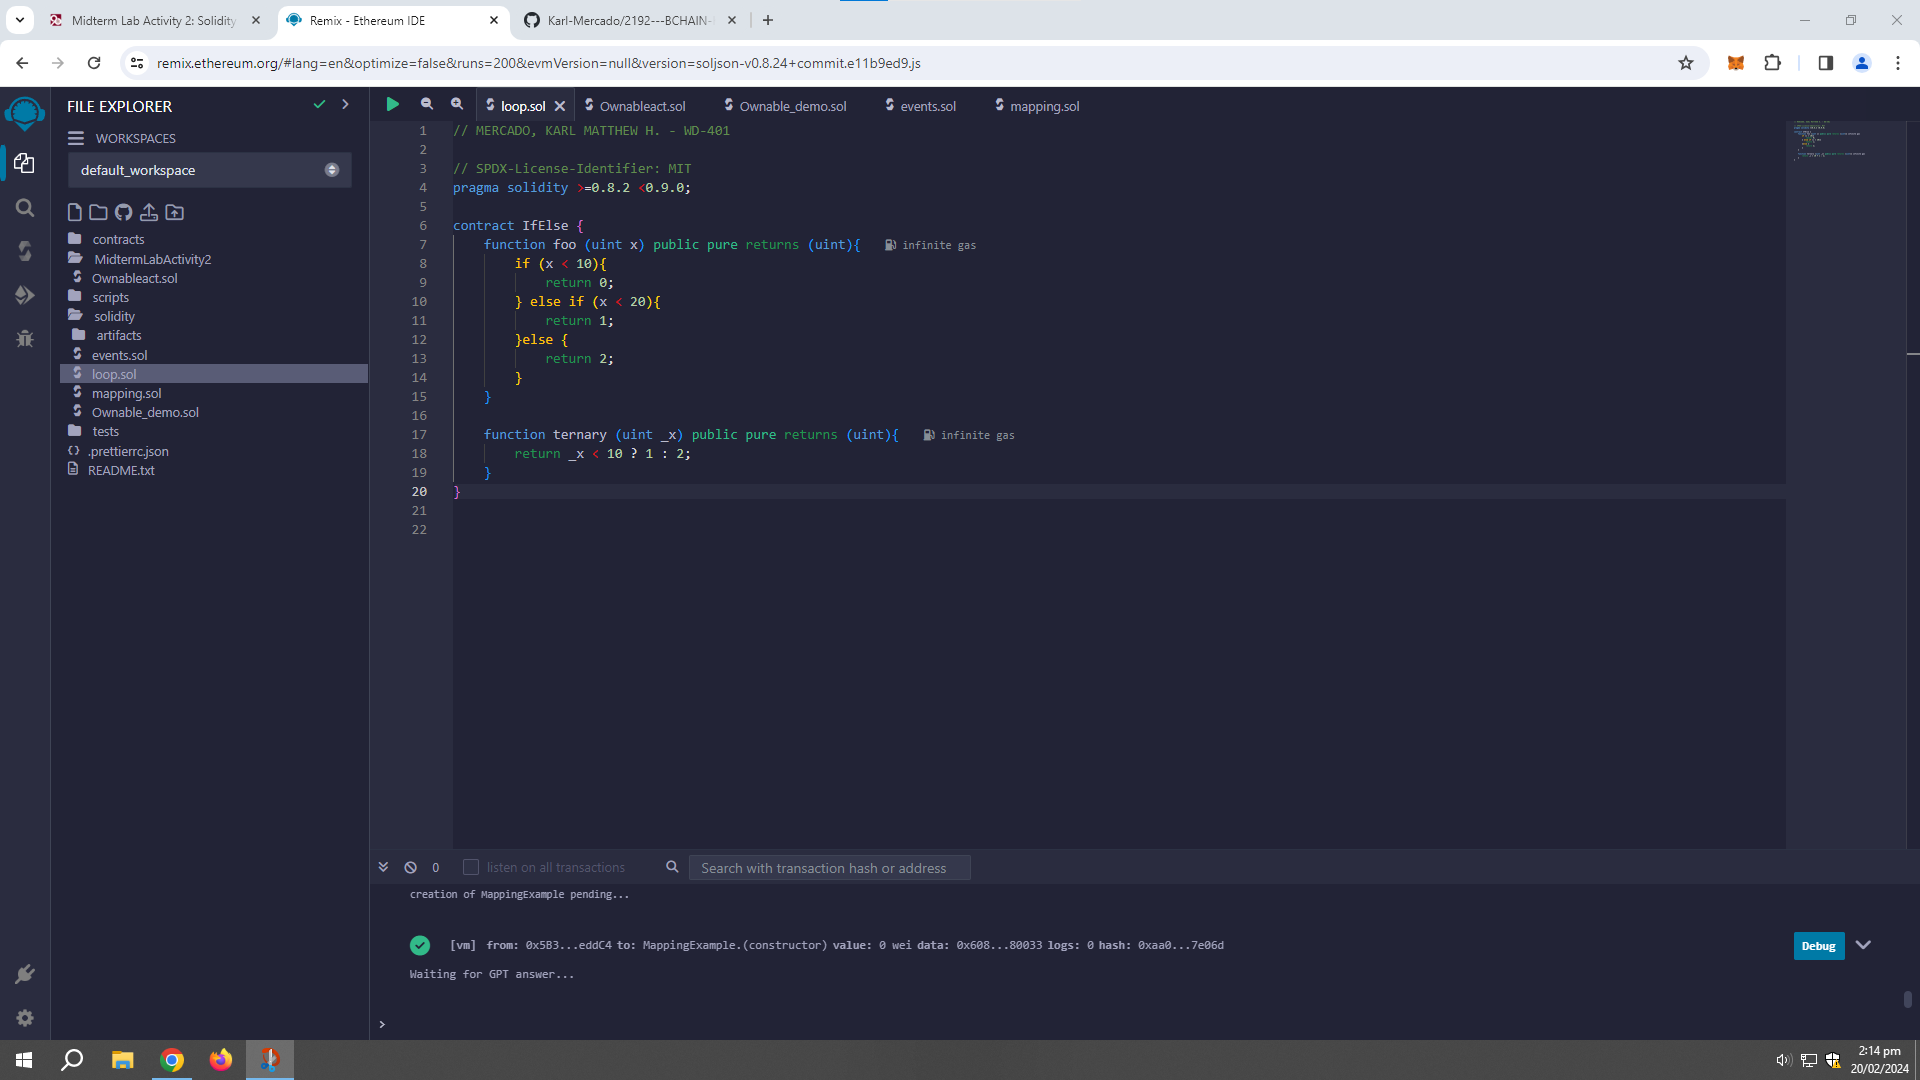 Midterm Lab Activity 2: Solidity
Remix - Ethereum IDE
Karl-Mercado/2192---BCHAIN-
remix.ethereum.org/#lang=en&optimize=false&runs=200&evmVersion=null&version=soljson-v0.8.24+commit.e11b9ed9.js
FILE EXPLORER
WORKSPACES
default_workspace
contracts
MidtermLabActivity2
Ownableact.sol
scripts
solidity
artifacts
events.sol
loop.sol
mapping.sol
Ownable_demo.sol
tests
.prettierrc.json
README.txt
loop.sol
Ownableact.sol
Ownable_demo.sol
events.sol
mapping.sol
1 // MERCADO, KARL MATTHEW H. - WD-401
2
3 // SPDX-License-Identifier: MIT
4 pragma solidity >=0.8.2 <0.9.0;
5
6 contract IfElse {
7 function foo (uint x) public pure returns (uint){ infinite gas
8 if (x < 10){
9 return 0;
10 } else if (x < 20){
11 return 1;
12 }else {
13 return 2;
14 }
15 }
16
17 function ternary (uint _x) public pure returns (uint){ infinite gas
18 return _x < 10 ? 1 : 2;
19 }
20 }
21
22
0 listen on all transactions Search with transaction hash or address
creation of MappingExample pending...
[vm] from: 0x5B3...eddC4 to: MappingExample.(constructor) value: 0 wei data: 0x608...80033 logs: 0 hash: 0xaa0...7e06d
Debug
Waiting for GPT answer...
>
2:14 pm
20/02/2024